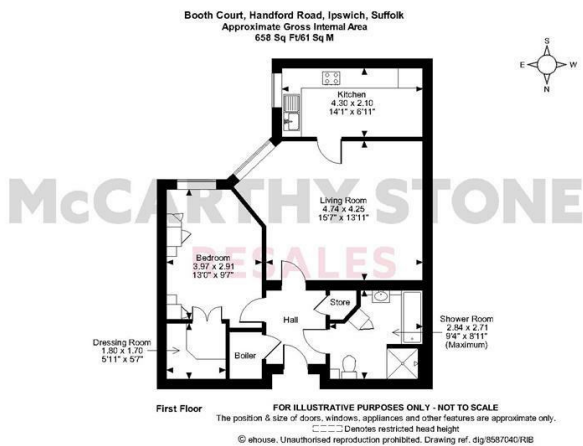 Booth Court, Handford Road, Ipswich, Suffolk
Approximate Gross Internal Area
658 Sq Ft/61 Sq M
S
E
W
N
Kitchen
4.30 x 2.10
14'1" x 6'11"
McCARTHY STONE
RESALES
Living Room
4.74 x 4.25
15'7" x 13'11"
Bedroom
3.97 x 2.91
13'0" x 9'7"
Store
Hall
Shower Room
2.84 x 2.71
9'4" x 8'11"
(Maximum)
Dressing Room
1.80 x 1.70
5'11" x 5'7"
Boiler
First Floor
FOR ILLUSTRATIVE PURPOSES ONLY - NOT TO SCALE
The position & size of doors, windows, appliances and other features are approximate only.
Denotes restricted head height
© ehouse. Unauthorised reproduction prohibited. Drawing ref. dig/8587040/RIB